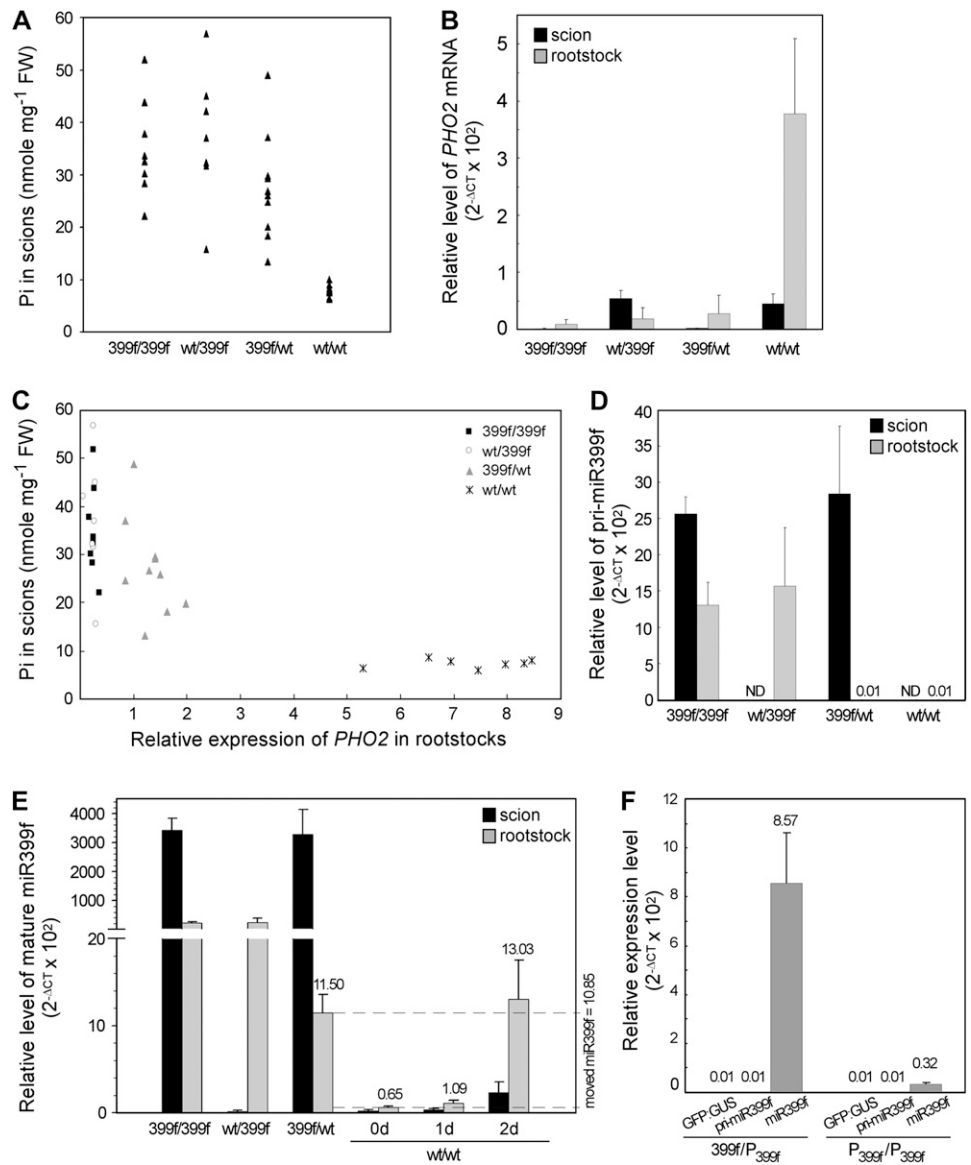 A
Pi in scions (nmole mg⁻¹ FW)
60
50
40
30
20
10
0
399f/399f wt/399f 399f/wt wt/wt
B
Relative level of PHO2 mRNA
(2^-ΔCT x 10²)
scion
rootstock
5
4
3
2
1
0
399f/399f wt/399f 399f/wt wt/wt
C
Pi in scions (nmole mg⁻¹ FW)
60
50
40
30
20
10
0
399f/399f
wt/399f
399f/wt
wt/wt
1 2 3 4 5 6 7 8 9
Relative expression of PHO2 in rootstocks
D
Relative level of pri-miR399f
(2^-ΔCT x 10²)
scion
rootstock
40
35
30
25
20
15
10
5
0
ND 0.01 ND 0.01
399f/399f wt/399f 399f/wt wt/wt
E
Relative level of mature miR399f
(2^-ΔCT x 10²)
scion
rootstock
4000
3000
2000
1000
20
12
8
4
0
11.50
0.65
1.09
13.03
moved miR399f = 10.85
399f/399f wt/399f 399f/wt 0d 1d 2d
wt/wt
F
Relative expression level
(2^-ΔCT x 10²)
12
10
8
6
4
2
0
0.01 0.01 8.57 0.01 0.01 0.32
GFP:GUS pri-miR399f miR399f GFP:GUS pri-miR399f miR399f
399f/P399f P399f/P399f